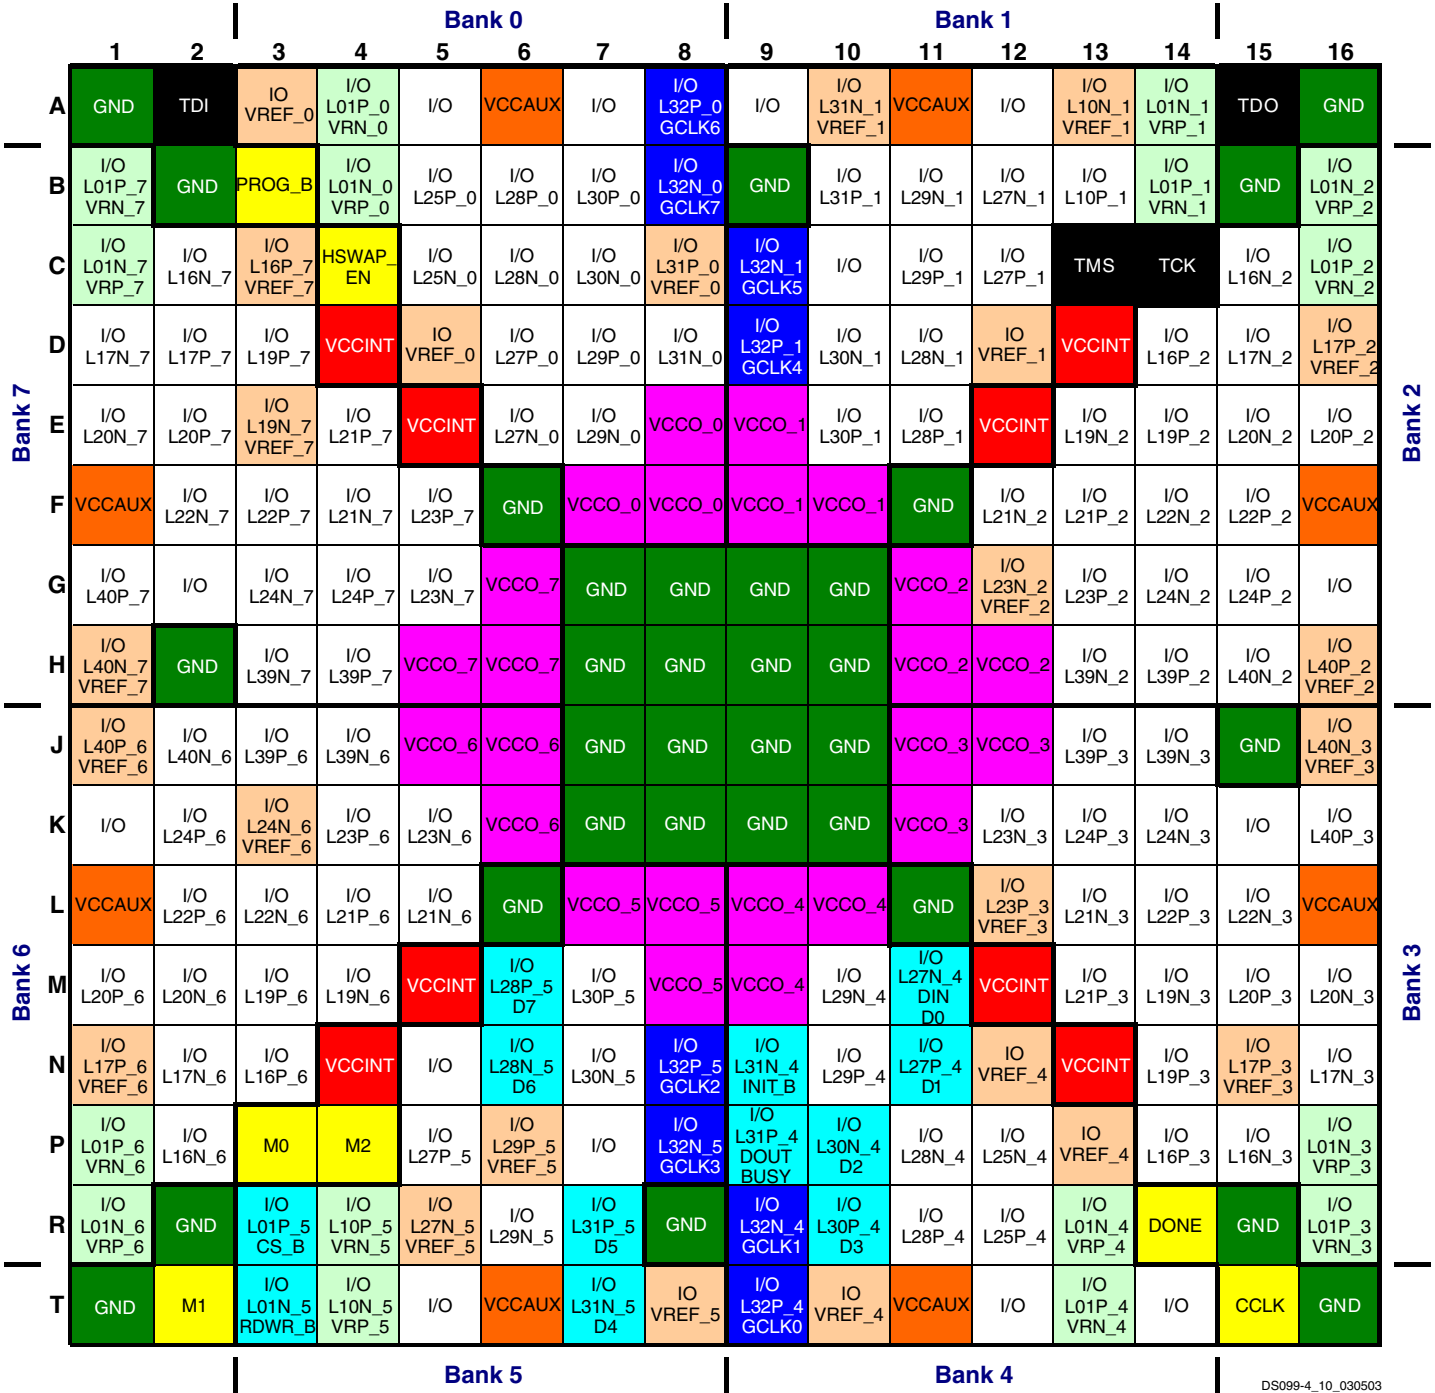 Bank 0 Bank 1
1 2 3 4 5 6 7 8 9 10 11 12 13 14 15 16
A GND TDI IO VREF_0 I/O L01P_0 VRN_0 I/O VCCAUX I/O I/O L32P_0 GCLK6 I/O I/O L31N_1 VREF_1 VCCAUX I/O I/O L10N_1 VREF_1 I/O L01N_1 VRP_1 TDO GND
B I/O L01P_7 VRN_7 GND PROG_B I/O L01N_0 VRP_0 I/O L25P_0 I/O L28P_0 I/O L30P_0 I/O L32N_0 GCLK7 GND I/O L31P_1 I/O L29N_1 I/O L27N_1 I/O L10P_1 I/O L01P_1 VRN_1 GND I/O L01N_2 VRP_2
C I/O L01N_7 VRP_7 I/O L16N_7 I/O L16P_7 VREF_7 HSWAP_EN I/O L25N_0 I/O L28N_0 I/O L30N_0 I/O L31P_0 VREF_0 I/O L32N_1 GCLK5 I/O I/O L29P_1 I/O L27P_1 TMS TCK I/O L16N_2 I/O L01P_2 VRN_2
D I/O L17N_7 I/O L17P_7 I/O L19P_7 VCCINT IO VREF_0 I/O L27P_0 I/O L29P_0 I/O L31N_0 I/O L32P_1 GCLK4 I/O L30N_1 I/O L28N_1 IO VREF_1 VCCINT I/O L16P_2 I/O L17N_2 I/O L17P_2 VREF_2
Bank 7
E I/O L20N_7 I/O L20P_7 I/O L19N_7 VREF_7 I/O L21P_7 VCCINT I/O L27N_0 I/O L29N_0 VCCO_0 VCCO_1 I/O L30P_1 I/O L28P_1 VCCINT I/O L19N_2 I/O L19P_2 I/O L20N_2 I/O L20P_2
Bank 2
F VCCAUX I/O L22N_7 I/O L22P_7 I/O L21N_7 I/O L23P_7 GND VCCO_0 VCCO_0 VCCO_1 VCCO_1 GND I/O L21N_2 I/O L21P_2 I/O L22N_2 I/O L22P_2 VCCAUX
G I/O L40P_7 I/O I/O L24N_7 I/O L24P_7 I/O L23N_7 VCCO_7 GND GND GND GND VCCO_2 I/O L23N_2 VREF_2 I/O L23P_2 I/O L24N_2 I/O L24P_2 I/O
H I/O L40N_7 VREF_7 GND I/O L39N_7 I/O L39P_7 VCCO_7 VCCO_7 GND GND GND GND VCCO_2 VCCO_2 I/O L39N_2 I/O L39P_2 I/O L40N_2 I/O L40P_2 VREF_2
J I/O L40P_6 VREF_6 I/O L40N_6 I/O L39P_6 I/O L39N_6 VCCO_6 VCCO_6 GND GND GND GND VCCO_3 VCCO_3 I/O L39P_3 I/O L39N_3 GND I/O L40N_3 VREF_3
K I/O I/O L24P_6 I/O L24N_6 VREF_6 I/O L23P_6 I/O L23N_6 VCCO_6 GND GND GND GND VCCO_3 I/O L23N_3 I/O L24P_3 I/O L24N_3 I/O I/O L40P_3
L VCCAUX I/O L22P_6 I/O L22N_6 I/O L21P_6 I/O L21N_6 GND VCCO_5 VCCO_5 VCCO_4 VCCO_4 GND I/O L23P_3 VREF_3 I/O L21N_3 I/O L22P_3 I/O L22N_3 VCCAUX
Bank 6
M I/O L20P_6 I/O L20N_6 I/O L19P_6 I/O L19N_6 VCCINT I/O L28P_5 D7 I/O L30P_5 VCCO_5 VCCO_4 I/O L29N_4 I/O L27N_4 DIN D0 VCCINT I/O L21P_3 I/O L19N_3 I/O L20P_3 I/O L20N_3
Bank 3
N I/O L17P_6 VREF_6 I/O L17N_6 I/O L16P_6 VCCINT I/O I/O L28N_5 D6 I/O L30N_5 I/O L32P_5 GCLK2 I/O L31N_4 INIT_B I/O L29P_4 I/O L27P_4 D1 IO VREF_4 VCCINT I/O L19P_3 I/O L17P_3 VREF_3 I/O L17N_3
P I/O L01P_6 VRN_6 I/O L16N_6 M0 M2 I/O L27P_5 I/O L29P_5 VREF_5 I/O I/O L32N_5 GCLK3 I/O L31P_4 DOUT BUSY I/O L30N_4 D2 I/O L28N_4 I/O L25N_4 IO VREF_4 I/O L16P_3 I/O L16N_3 I/O L01N_3 VRP_3
R I/O L01N_6 VRP_6 GND I/O L01P_5 CS_B I/O L10P_5 VRN_5 I/O L27N_5 VREF_5 I/O L29N_5 I/O L31P_5 D5 GND I/O L32N_4 GCLK1 I/O L30P_4 D3 I/O L28P_4 I/O L25P_4 I/O L01N_4 VRP_4 DONE GND I/O L01P_3 VRN_3
T GND M1 I/O L01N_5 RDWR_B I/O L10N_5 VRP_5 I/O VCCAUX I/O L31N_5 D4 IO VREF_5 I/O L32P_4 GCLK0 IO VREF_4 VCCAUX I/O I/O L01P_4 VRN_4 I/O CCLK GND
Bank 5 Bank 4
DS099-4_10_030503